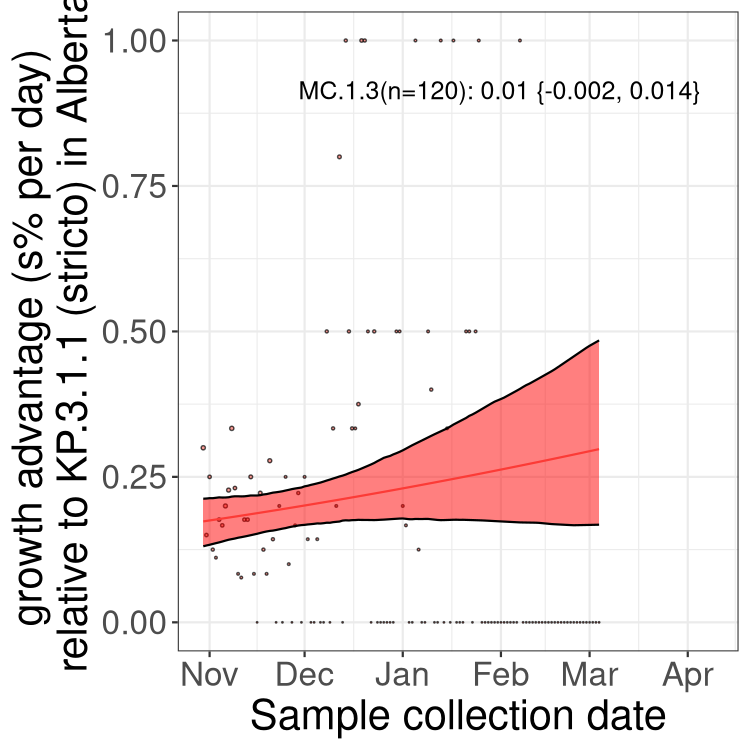 growth advantage (s% per day)
relative to KP.3.1.1 (stricto) in Alberta
1.00
0.75
0.50
0.25
0.00
MC.1.3(n=120): 0.01 {-0.002, 0.014}
Nov Dec Jan Feb Mar Apr
Sample collection date